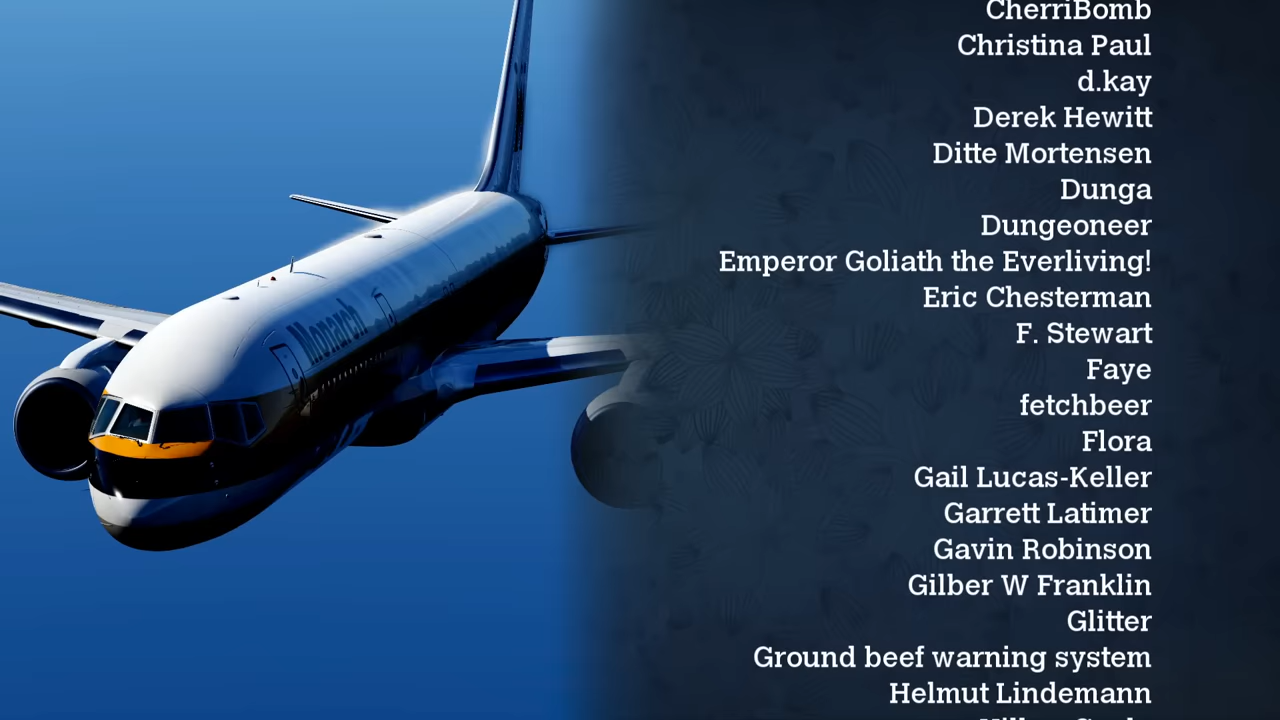 Monarch
CherriBomb
Christina Paul
d.kay
Derek Hewitt
Ditte Mortensen
Dunga
Dungeoneer
Emperor Goliath the Everliving!
Eric Chesterman
F. Stewart
Faye
fetchbeer
Flora
Gail Lucas-Keller
Garrett Latimer
Gavin Robinson
Gilber W Franklin
Glitter
Ground beef warning system
Helmut Lindemann